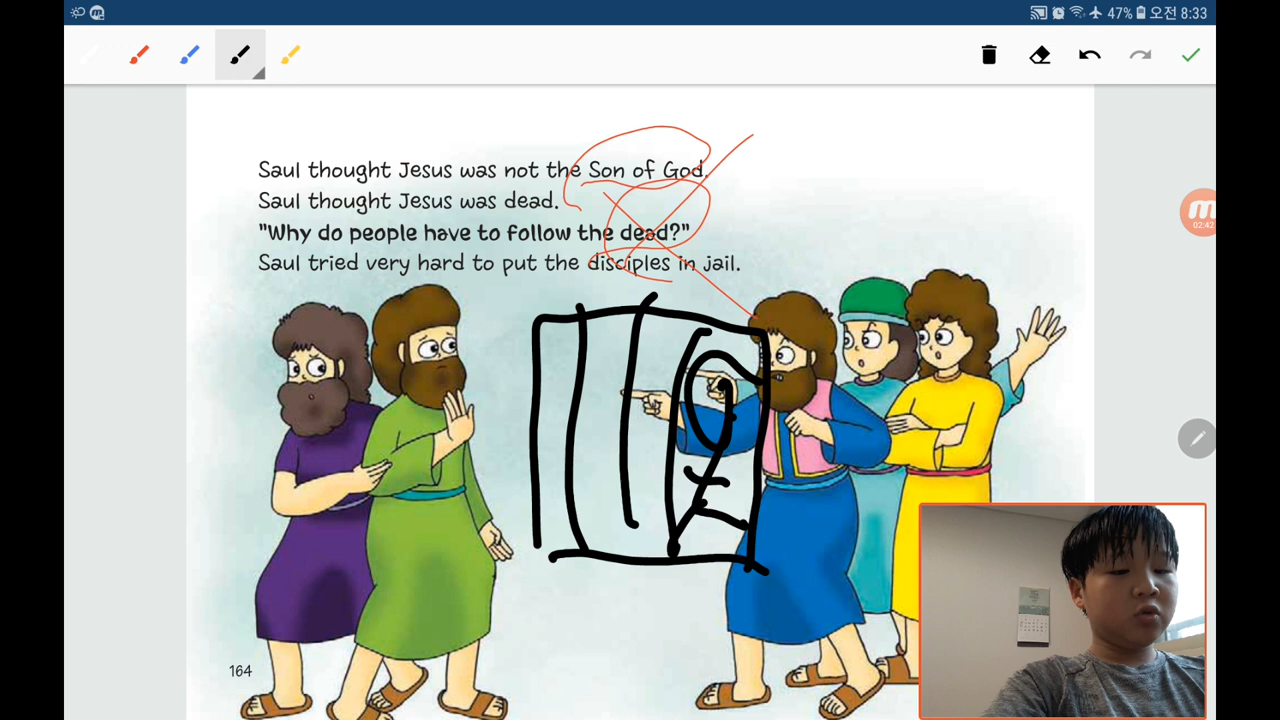 47% 오전 8:33
Saul thought Jesus was not the Son of God.
Saul thought Jesus was dead.
"Why do people have to follow the dead?"
Saul tried very hard to put the disciples in jail.
02:42
164